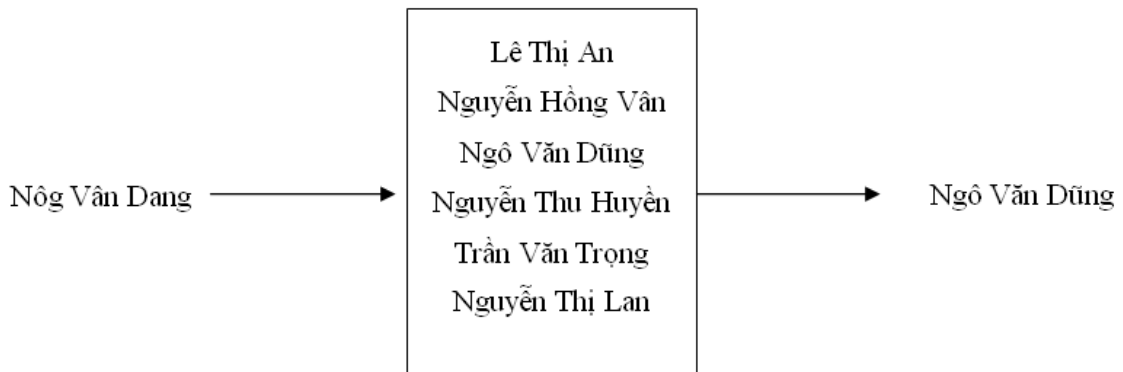 Nôg Vân Dang
Lê Thị An
Nguyễn Hồng Vân
Ngô Văn Dũng
Nguyễn Thu Huyền
Trần Văn Trọng
Nguyễn Thị Lan
Ngô Văn Dũng